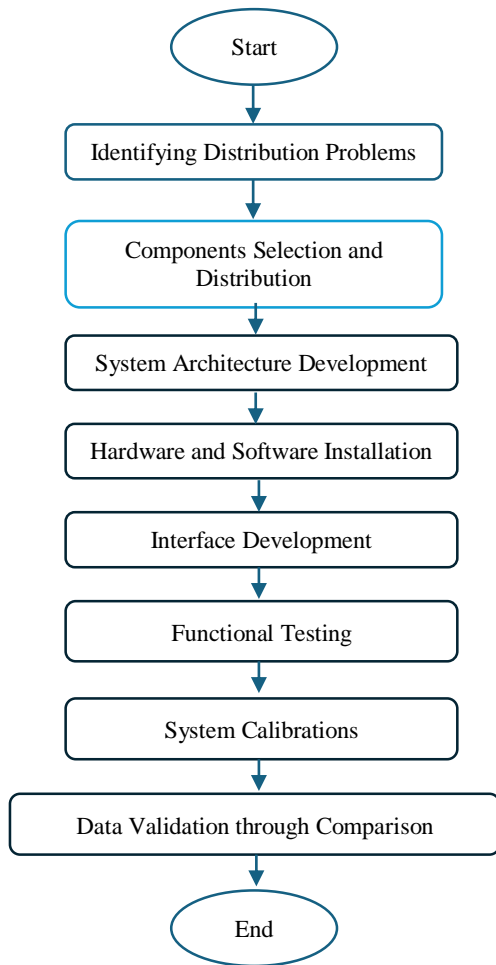 Start
Identifying Distribution Problems
Components Selection and
Distribution
System Architecture Development
Hardware and Software Installation
Interface Development
Functional Testing
System Calibrations
Data Validation through Comparison
End